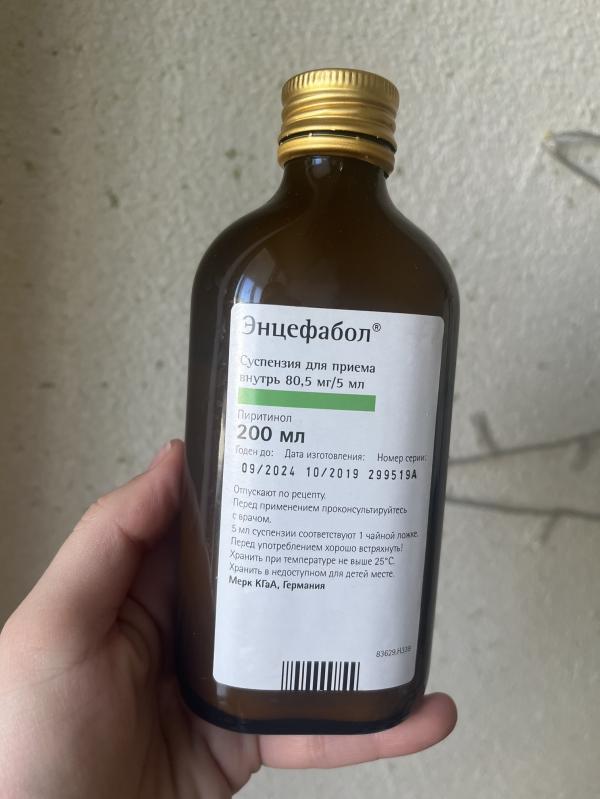 Энцефабол®
Суспензия для приема
внутрь 80,5 мг/5 мл
Пиритинол
200 мл
Годен до: Дата изготовления: Номер серии:
09/2024 10/2019 299519A
Отпускают по рецепту.
Перед применением проконсультируйтесь
с врачом.
5 мл суспензии соответствуют 1 чайной ложке.
Перед употреблением хорошо встряхнуть!
Хранить при температуре не выше 25°C.
Хранить в недоступном для детей месте.
Мерк КГаА, Германия
83629.H339